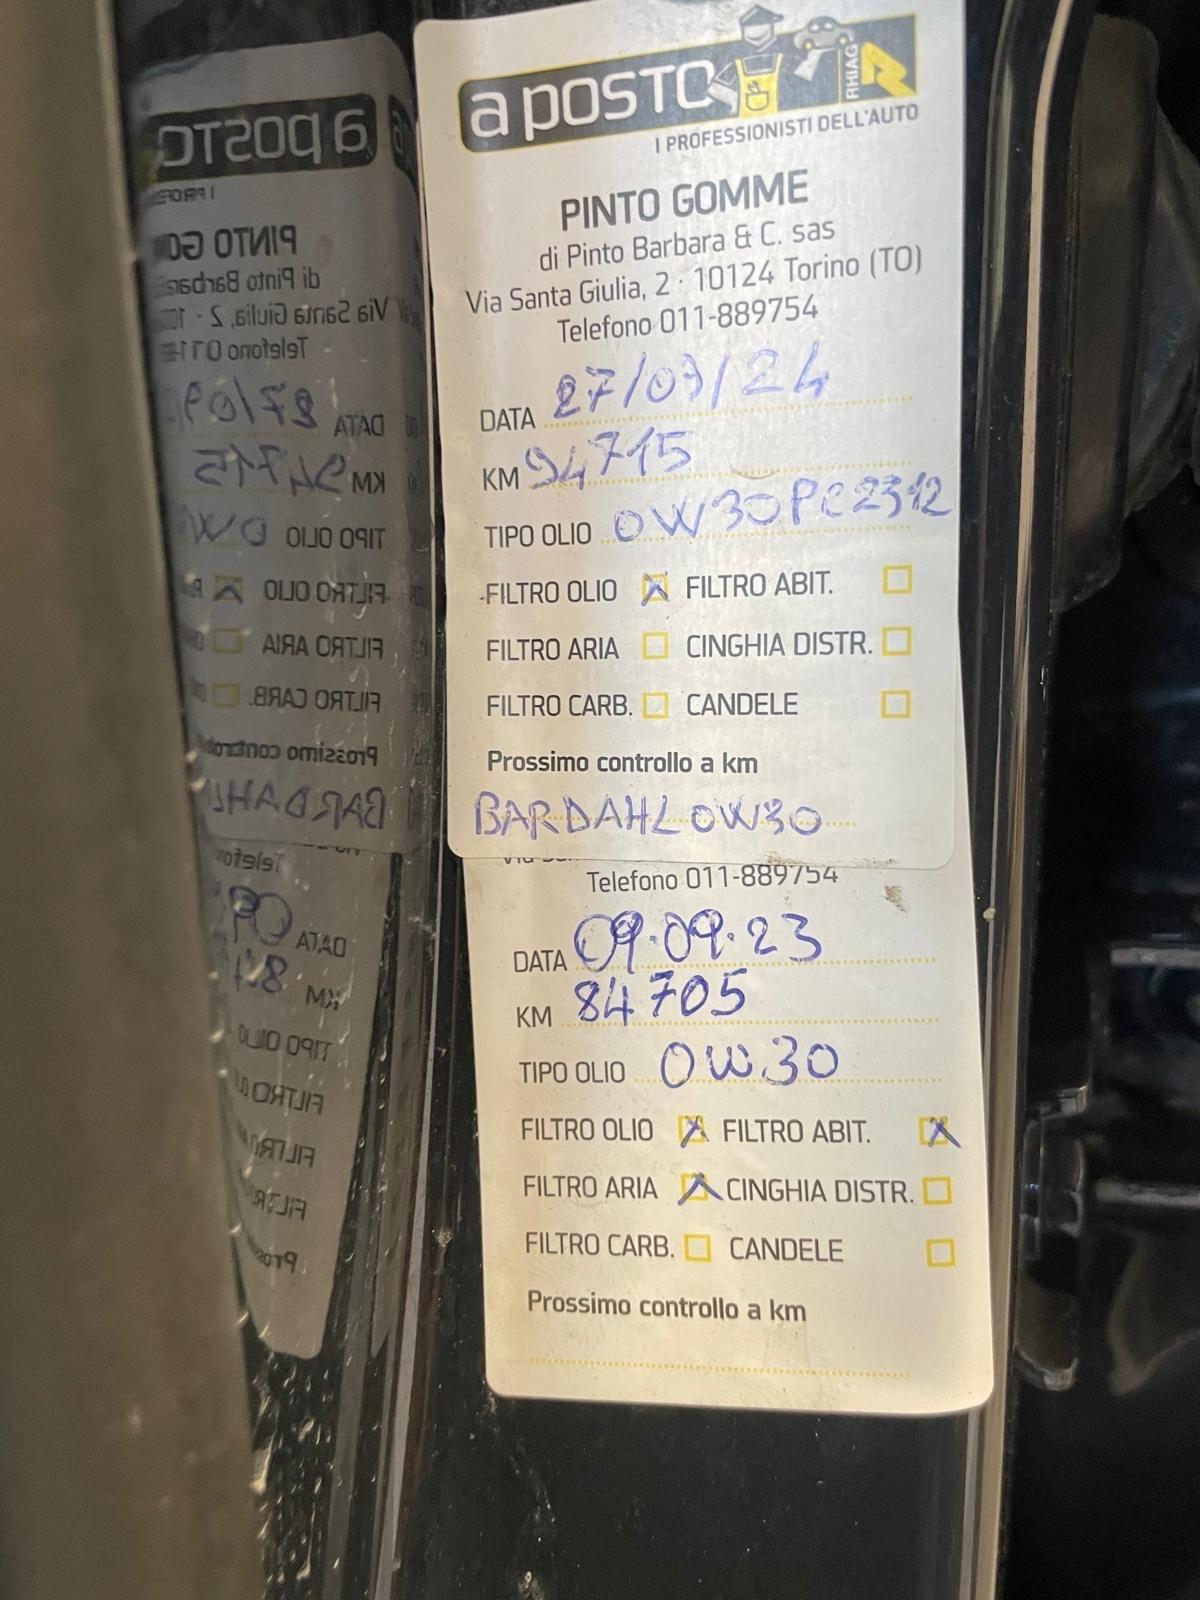 a posto
RHIAG
I PROFESSIONISTI DELL'AUTO
PINTO GOMME
di Pinto Barbara & C. sas
Via Santa Giulia, 2 · 10124 Torino (TO)
Telefono 011-889754
DATA 27/03/24
KM 94715
TIPO OLIO 0W30PC2312
FILTRO OLIO FILTRO ABIT.
FILTRO ARIA CINGHIA DISTR.
FILTRO CARB. CANDELE
Prossimo controllo a km
BARDAHL 0W30
Telefono 011-889754
DATA 09.09.23
KM 84705
TIPO OLIO 0W30
FILTRO OLIO FILTRO ABIT.
FILTRO ARIA CINGHIA DISTR.
FILTRO CARB. CANDELE
Prossimo controllo a km